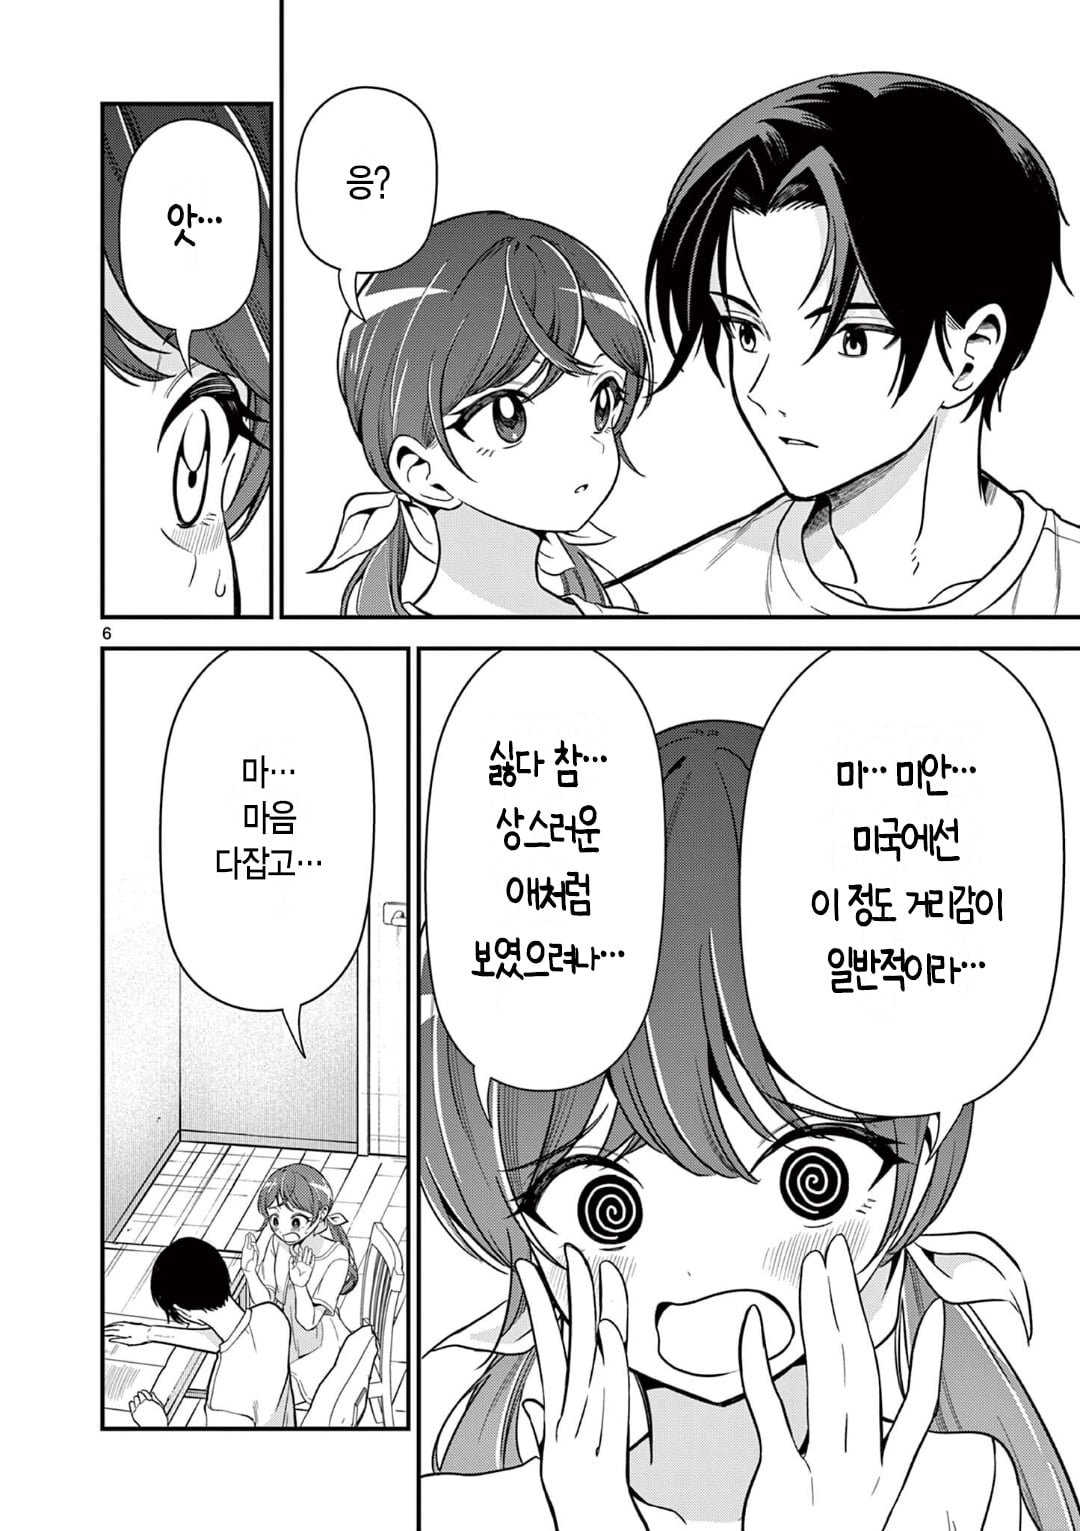 응?
앗…
6
미… 미안…
미국에선
이 정도 거리감이
일반적이라…
싫다 참…
상스러운
애처럼
보였으려나…
마…
마음
다잡고…